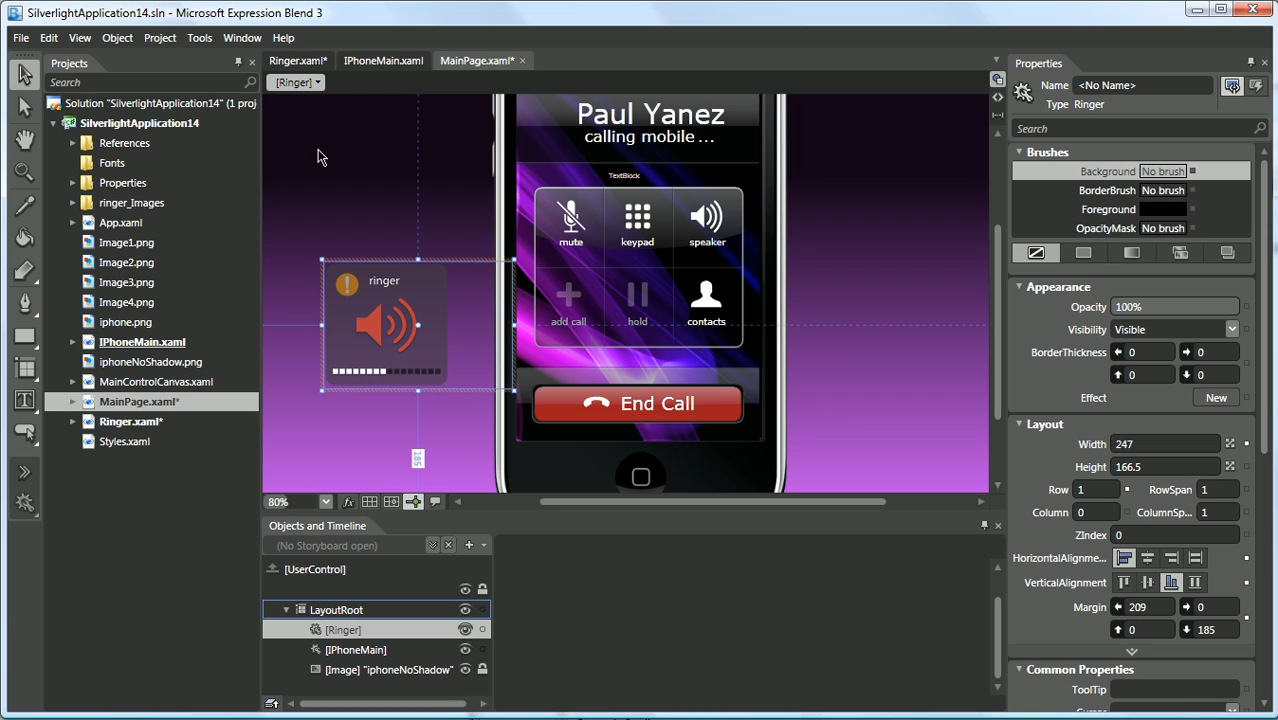 SilverlightApplication14.sln - Microsoft Expression Blend 3
File Edit View Object Project Tools Window Help
Projects
Search
Solution "SilverlightApplication14" (1 proj
SilverlightApplication14
References
Fonts
Properties
ringer_Images
App.xaml
Image1.png
Image2.png
Image3.png
Image4.png
iphone.png
IPhoneMain.xaml
iphoneNoShadow.png
MainControlCanvas.xaml
MainPage.xaml*
Ringer.xaml*
Styles.xaml
Ringer.xaml* IPhoneMain.xaml MainPage.xaml*
[Ringer]
Paul Yanez
calling mobile ...
TextBlock
mute keypad speaker
add call hold contacts
End Call
ringer
185
80%
Objects and Timeline
(No Storyboard open)
[UserControl]
LayoutRoot
[Ringer]
[IPhoneMain]
[Image] "iphoneNoShadow"
Properties
Name <No Name>
Type Ringer
Search
Brushes
Background No brush
BorderBrush No brush
Foreground
OpacityMask No brush
Appearance
Opacity 100%
Visibility Visible
BorderThickness 0 0
0 0
Effect New
Layout
Width 247
Height 166.5
Row 1 RowSpan 1
Column 0 ColumnSp... 1
ZIndex 0
HorizontalAlignme...
VerticalAlignment
Margin 209 0
0 185
Common Properties
ToolTip